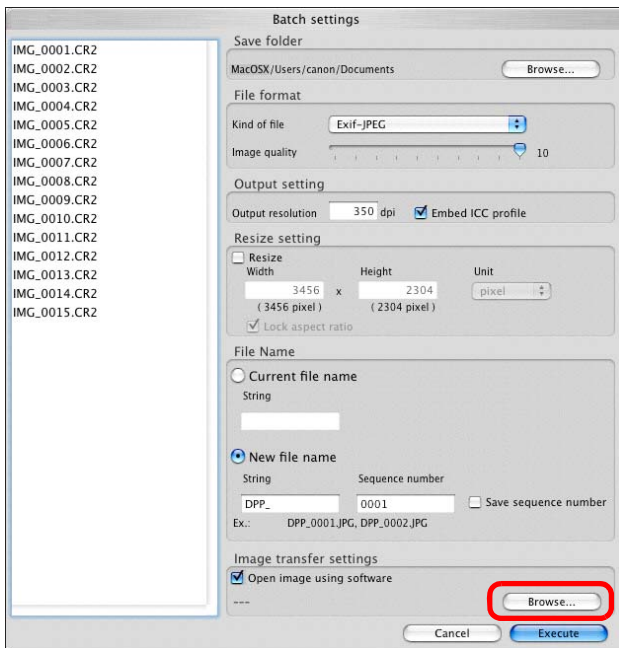 Batch settings
IMG_0001.CR2
IMG_0002.CR2
IMG_0003.CR2
IMG_0004.CR2
IMG_0005.CR2
IMG_0006.CR2
IMG_0007.CR2
IMG_0008.CR2
IMG_0009.CR2
IMG_0010.CR2
IMG_0011.CR2
IMG_0012.CR2
IMG_0013.CR2
IMG_0014.CR2
IMG_0015.CR2
Save folder
MacOSX/Users/canon/Documents Browse...
File format
Kind of file Exif-JPEG
Image quality 10
Output setting
Output resolution 350 dpi Embed ICC profile
Resize setting
Resize
Width Height Unit
3456 x 2304 pixel
(3456 pixel) (2304 pixel)
Lock aspect ratio
File Name
Current file name
String
New file name
String Sequence number
DPP_ 0001 Save sequence number
Ex.: DPP_0001.JPG, DPP_0002.JPG
Image transfer settings
Open image using software
--- Browse...
Cancel Execute